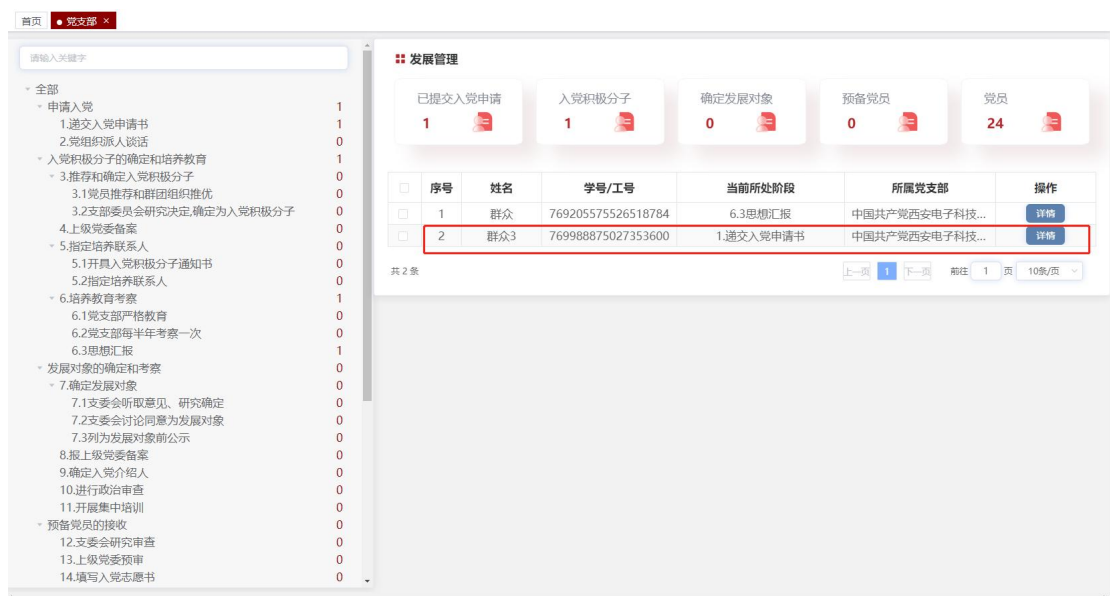 首页 ● 党支部 ×
请输入关键字
全部
申请入党 1
1.递交入党申请书 1
2.党组织派人谈话 0
入党积极分子的确定和培养教育 1
3.推荐和确定入党积极分子 0
3.1党员推荐和群团组织推优 0
3.2支部委员会研究决定,确定为入党积极分子 0
4.上级党委备案 0
5.指定培养联系人 0
5.1开具入党积极分子通知书 0
5.2指定培养联系人 0
6.培养教育考察 1
6.1党支部严格教育 0
6.2党支部每半年考察一次 0
6.3思想汇报 1
发展对象的确定和考察 0
7.确定发展对象 0
7.1支委会听取意见、研究确定 0
7.2支委会讨论同意为发展对象 0
7.3列为发展对象前公示 0
8.报上级党委备案 0
9.确定入党介绍人 0
10.进行政治审查 0
11.开展集中培训 0
预备党员的接收 0
12.支委会研究审查 0
13.上级党委预审 0
14.填写入党志愿书 0
发展管理
已提交入党申请 入党积极分子 确定发展对象 预备党员 党员
1 1 0 0 24
序号 姓名 学号/工号 当前所处阶段 所属党支部 操作
1 群众 769205575526518784 6.3思想汇报 中国共产党西安电子科技... 详情
2 群众3 769988875027353600 1.递交入党申请书 中国共产党西安电子科技... 详情
共 2 条 上一页 1 下一页 前往 1 页 10条/页